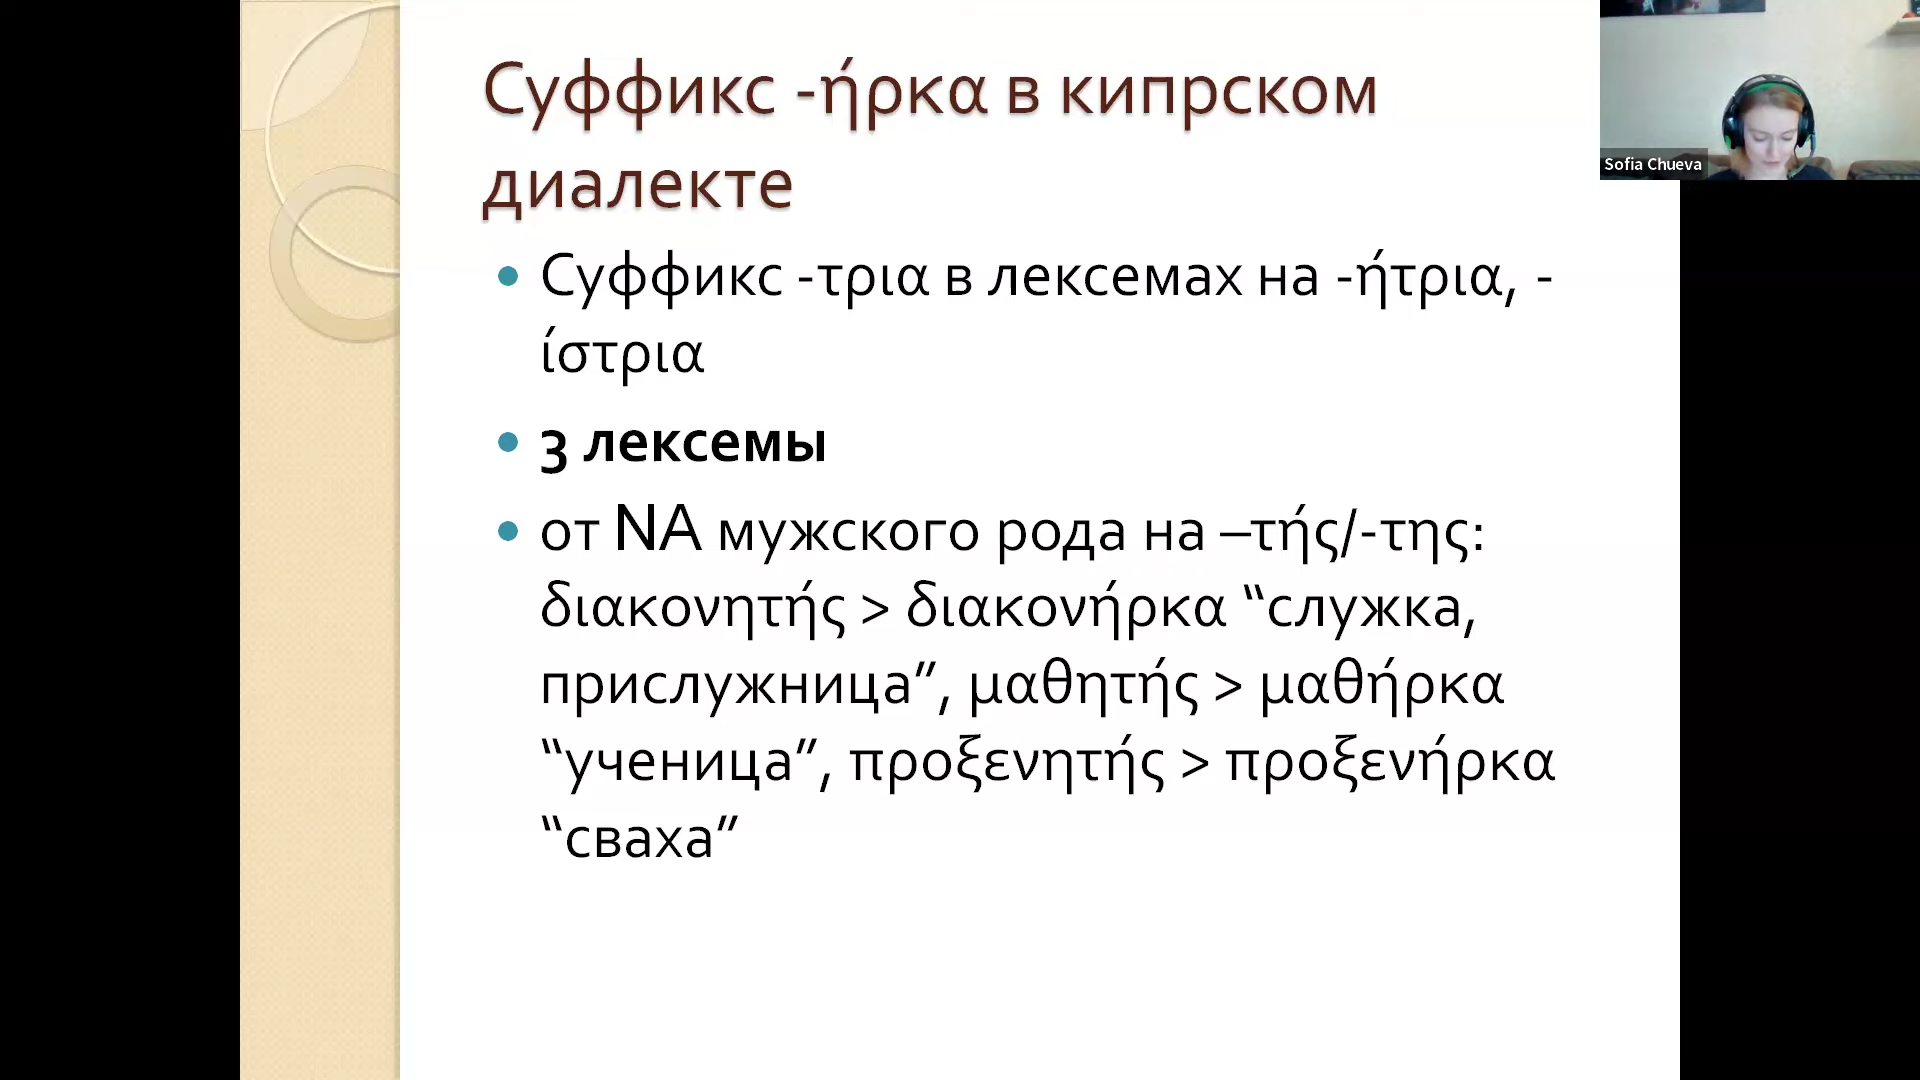 Суффикс -ήρκα в кипрском
диалекте
Суффикс -τρια в лексемах на -ήτρια, -
ίστρια
3 лексемы
от NA мужского рода на –τής/-της:
διακονητής > διακονήρκα “служка,
прислужница”, μαθητής > μαθήρκα
“ученица”, προξενητής > προξενήρκα
“сваха”
Sofia Chueva